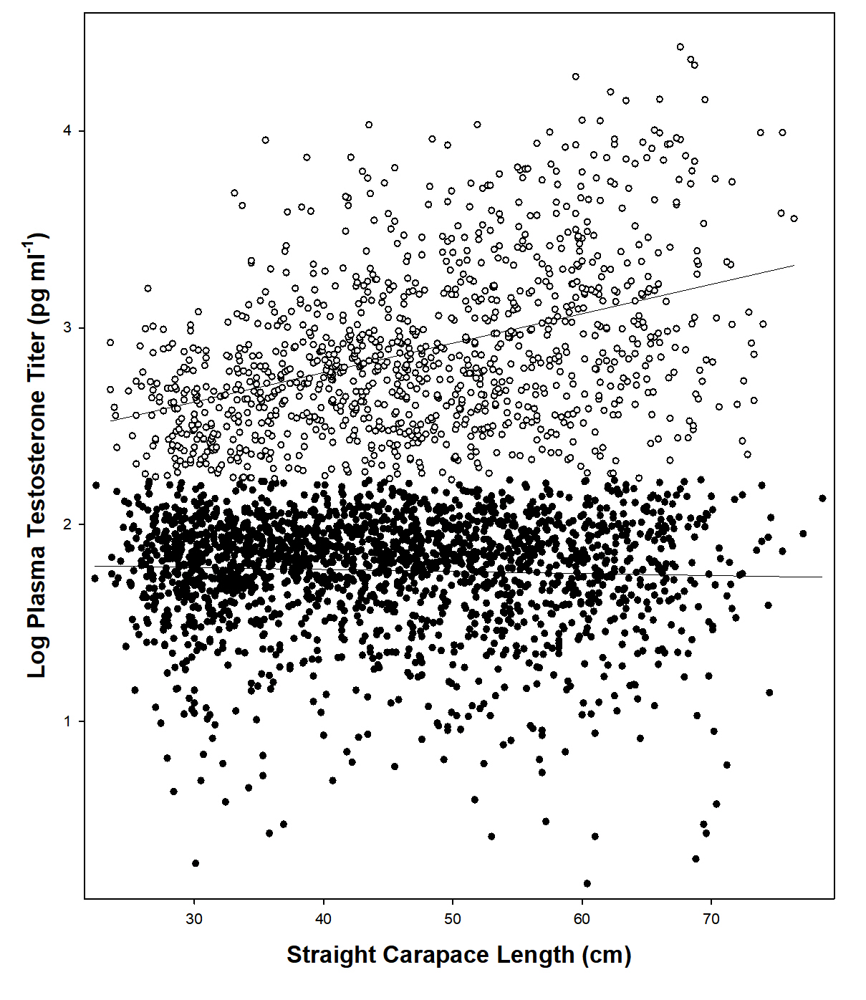 Log Plasma Testosterone Titer (pg ml-1)
4
3
2
1
30 40 50 60 70
Straight Carapace Length (cm)